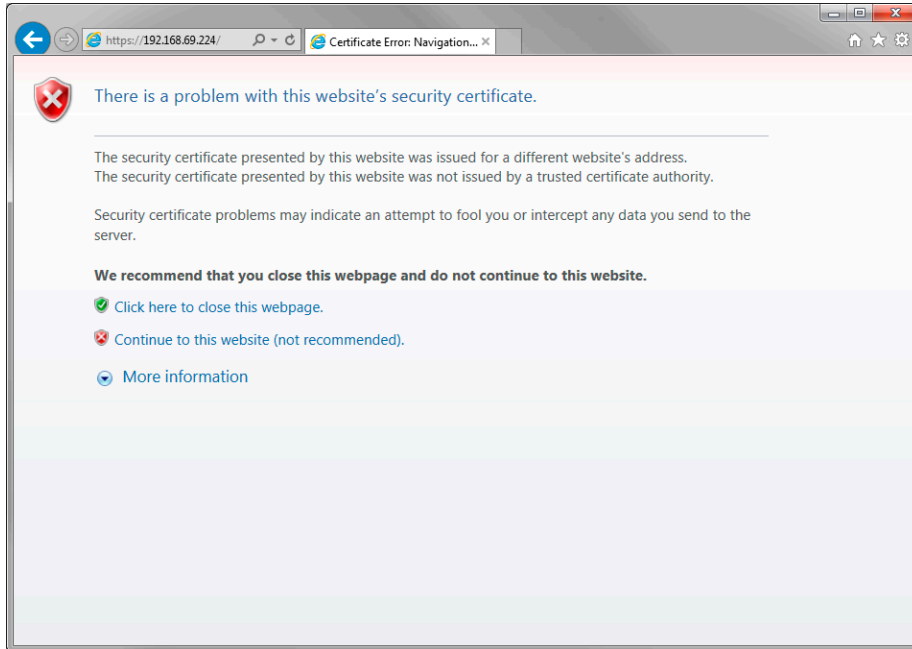 https://192.168.69.224/
Certificate Error: Navigation...
There is a problem with this website's security certificate.
The security certificate presented by this website was issued for a different website's address.
The security certificate presented by this website was not issued by a trusted certificate authority.
Security certificate problems may indicate an attempt to fool you or intercept any data you send to the
server.
We recommend that you close this webpage and do not continue to this website.
Click here to close this webpage.
Continue to this website (not recommended).
More information